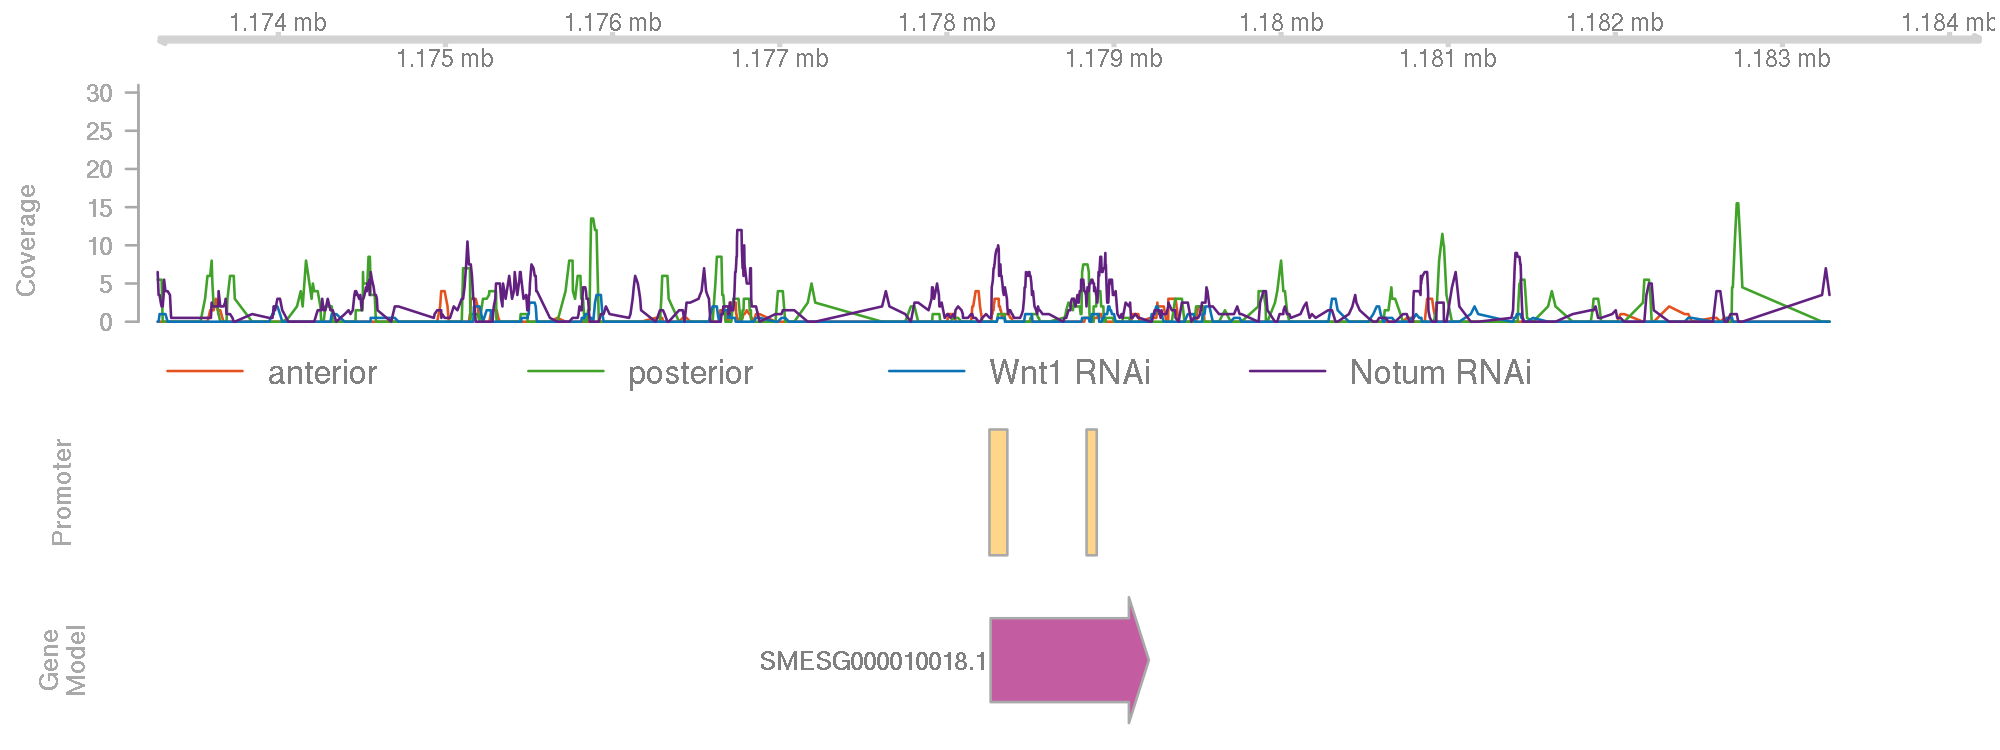 1.174 mb 1.176 mb 1.178 mb 1.18 mb 1.182 mb 1.184 mb
1.175 mb 1.177 mb 1.179 mb 1.181 mb 1.183 mb
30
25
20
15
10
5
0
Coverage
anterior posterior Wnt1 RNAi Notum RNAi
Promoter
Gene
Model
SMESG000010018.1